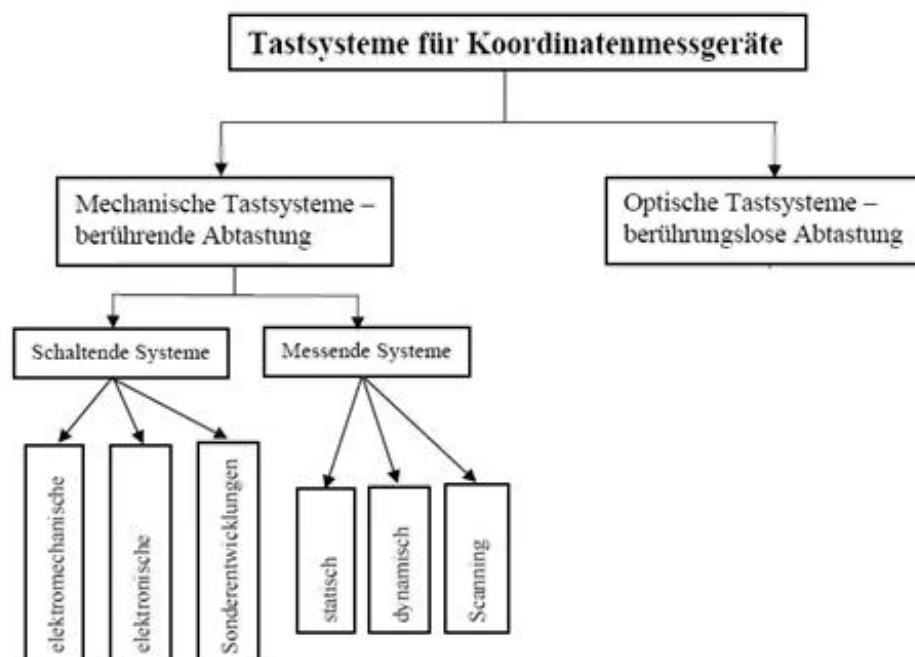 Tastsysteme für Koordinatenmessgeräte
Mechanische Tastsysteme –
berührende Abtastung
Optische Tastsysteme –
berührungslose Abtastung
Schaltende Systeme
Messende Systeme
elektromechanische
elektronische
Sonderentwicklungen
statisch
dynamisch
Scanning